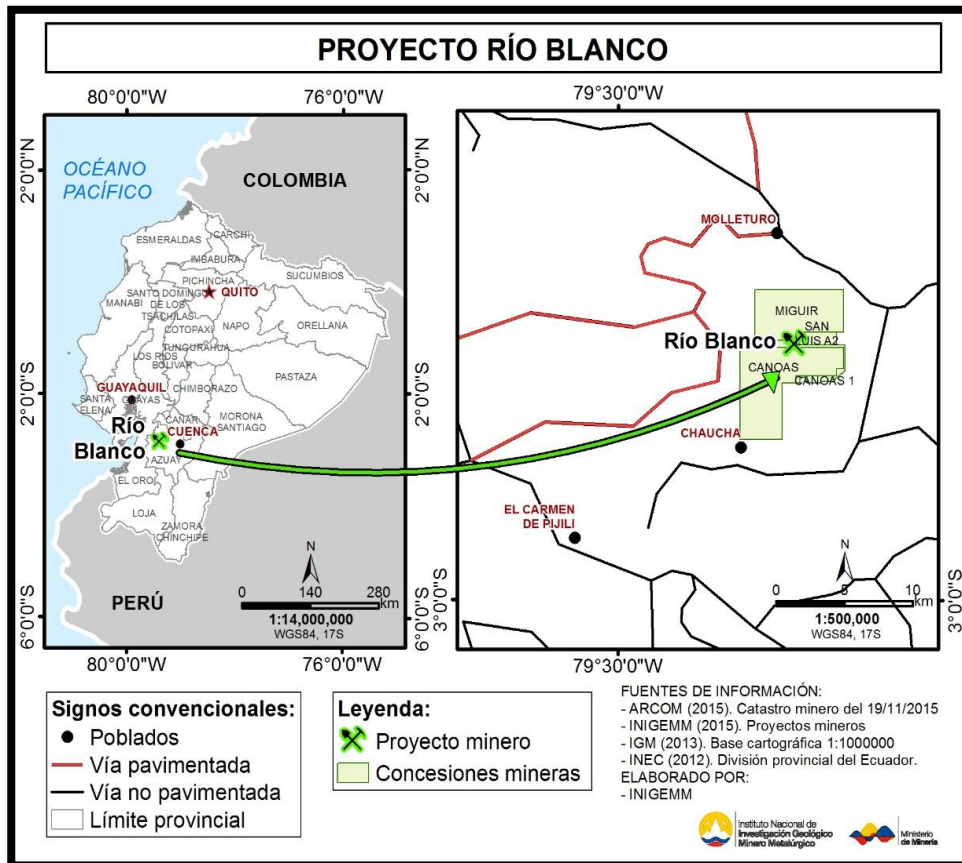 PROYECTO RÍO BLANCO
80°0'0"W
76°0'0"W
2°0'0"N
2°0'0"N
OCÉANO
PACÍFICO
COLOMBIA
ESMERALDAS
CARCHI
IMBABURA
SUCUMBIOS
PICHINCHA
QUITO
SANTO DOMINGO
DE LOS
TSACHILAS
MANABI
NAPO
ORELLANA
COTOPAXI
TUNGURAHUA
LOS RIOS
BOLIVAR
PASTAZA
2°0'0"S
2°0'0"S
GUAYAQUIL
GUAYAS
CHIMBORAZO
SANTA
ELENA
MORONA
SANTIAGO
CAÑAR
Río
Blanco
CUENCA
AZUAY
EL ORO
LOJA
ZAMORA
CHINCHIPE
PERÚ
N
0 140 280
km
1:14,000,000
WGS84, 17S
6°0'0"S
6°0'0"S
80°0'0"W
76°0'0"W
79°30'0"W
MOLLETURO
MIGUIR
SAN
LUIS A2
Río Blanco
CANOAS
CANOAS 1
CHAUCHA
EL CARMEN
DE PIJILI
N
0 5 10
km
1:500,000
WGS84, 17S
3°0'0"S
3°0'0"S
79°30'0"W
Signos convencionales:
Poblados
Vía pavimentada
Vía no pavimentada
Límite provincial
Leyenda:
Proyecto minero
Concesiones mineras
FUENTES DE INFORMACIÓN:
- ARCOM (2015). Catastro minero del 19/11/2015
- INIGEMM (2015). Proyectos mineros
- IGM (2013). Base cartográfica 1:1000000
- INEC (2012). División provincial del Ecuador.
ELABORADO POR:
- INIGEMM
Instituto Nacional de
Investigación Geológico
Minero Metalúrgico
Ministerio
de Minería